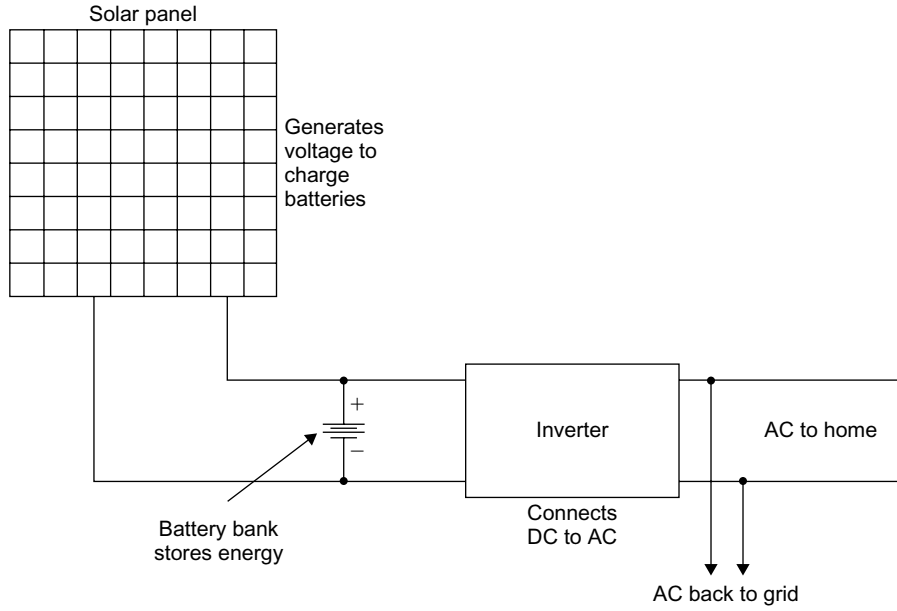 Solar panel
Generates
voltage to
charge
batteries
+
−
Inverter
AC to home
Battery bank
stores energy
Connects
DC to AC
AC back to grid